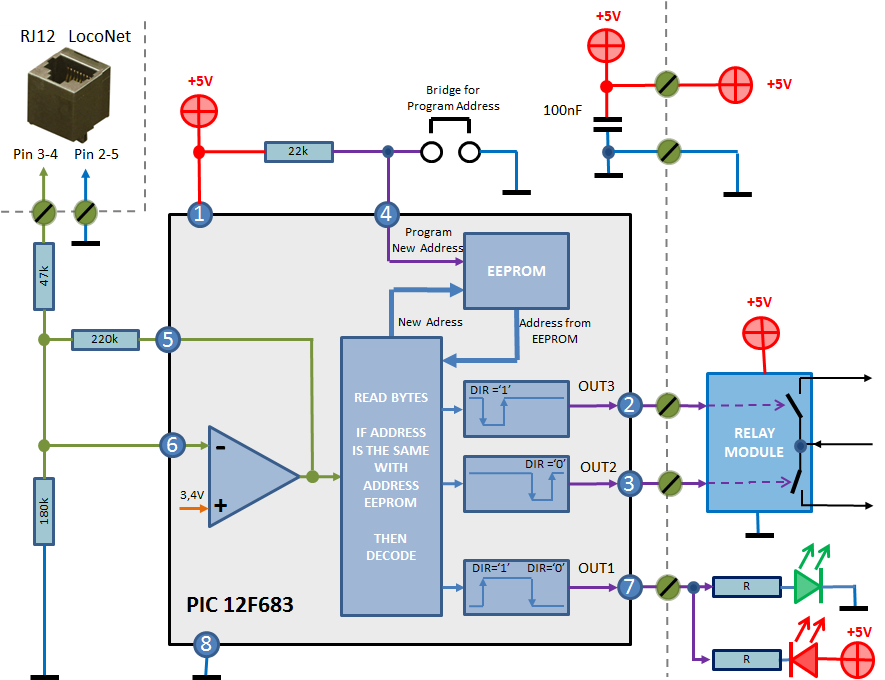 RJ12 LocoNet
Pin 3-4 Pin 2-5
+5V
22k
Bridge for
Program Address
+5V
100nF
+5V
1
4
47k
220k
5
6
180k
Program
New Address
EEPROM
New Adress
Address from
EEPROM
READ BYTES
IF ADDRESS
IS THE SAME
WITH
ADDRESS
EEPROM
THEN
DECODE
3,4V
-
+
DIR ='1'
OUT3
2
DIR ='0'
OUT2
3
DIR='1' DIR='0'
OUT1
7
PIC 12F683
8
+5V
RELAY
MODULE
R
R
+5V